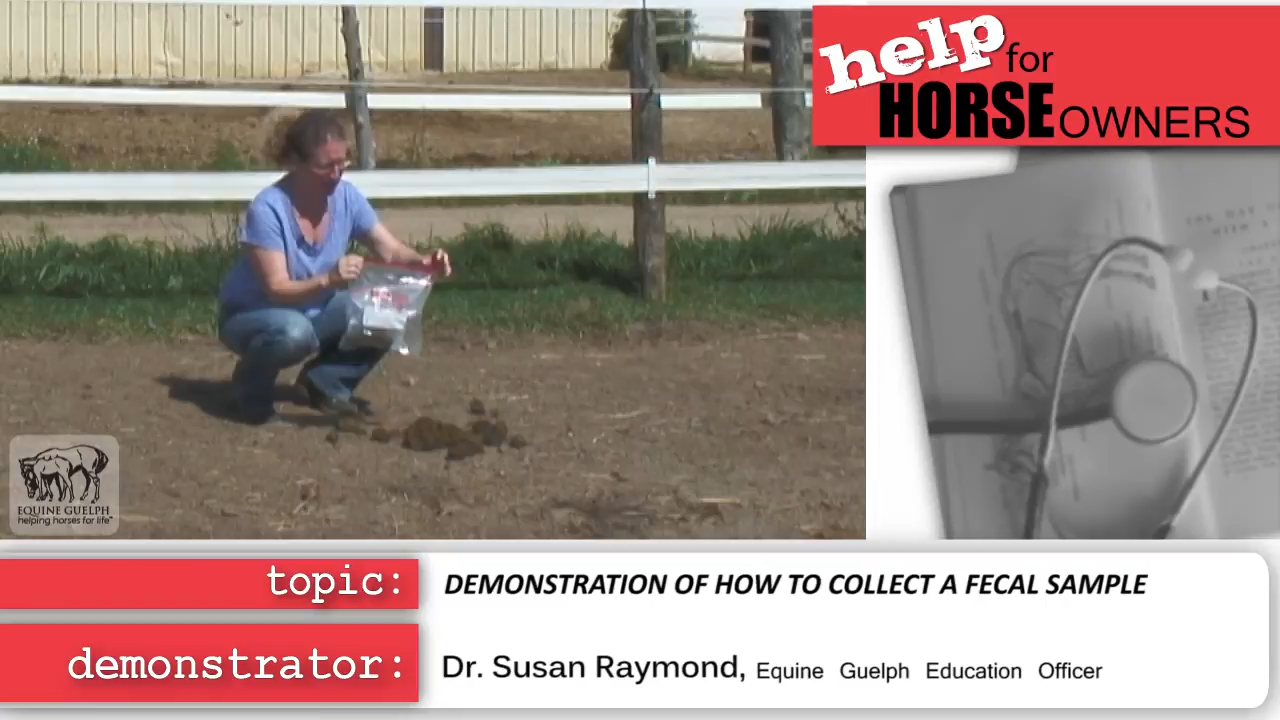 help for
HORSE OWNERS
EQUINE GUELPH
helping horses for life™
topic: DEMONSTRATION OF HOW TO COLLECT A FECAL SAMPLE
demonstrator: Dr. Susan Raymond, Equine Guelph Education Officer